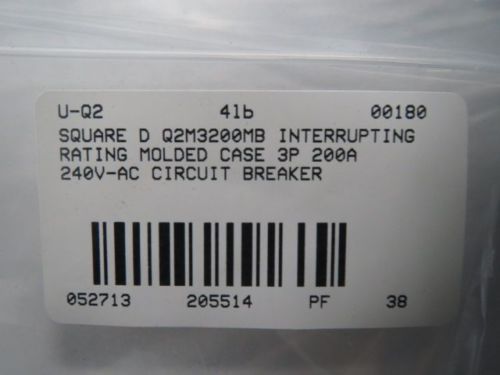 U-Q2 4lb 00180
SQUARE D Q2M3200MB INTERRUPTING
RATING MOLDED CASE 3P 200A
240V-AC CIRCUIT BREAKER
052713 205514 PF 38